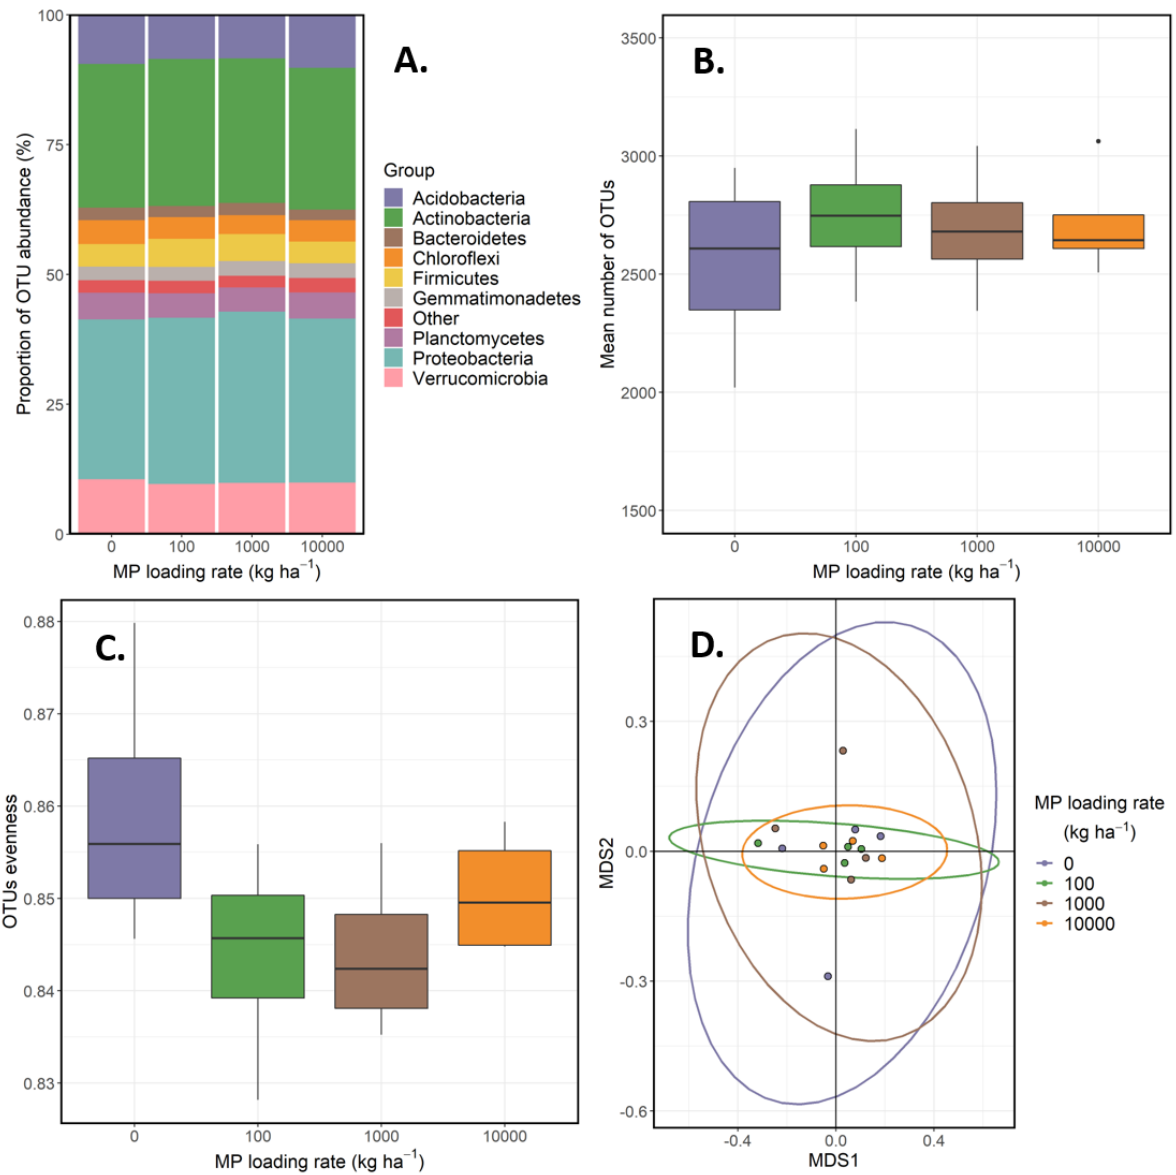 A.
Proportion of OTU abundance (%)
100
75
50
25
0
0 100 1000 10000
MP loading rate (kg ha⁻¹)
Group
Acidobacteria
Actinobacteria
Bacteroidetes
Chloroflexi
Firmicutes
Gemmatimonadetes
Other
Planctomycetes
Proteobacteria
Verrucomicrobia
B.
Mean number of OTUs
3500
3000
2500
2000
1500
0 100 1000 10000
MP loading rate (kg ha⁻¹)
C.
OTUs evenness
0.88
0.87
0.86
0.85
0.84
0.83
0 100 1000 10000
MP loading rate (kg ha⁻¹)
D.
MDS2
0.3
0.0
-0.3
-0.6
-0.4 0.0 0.4
MDS1
MP loading rate
(kg ha⁻¹)
0
100
1000
10000